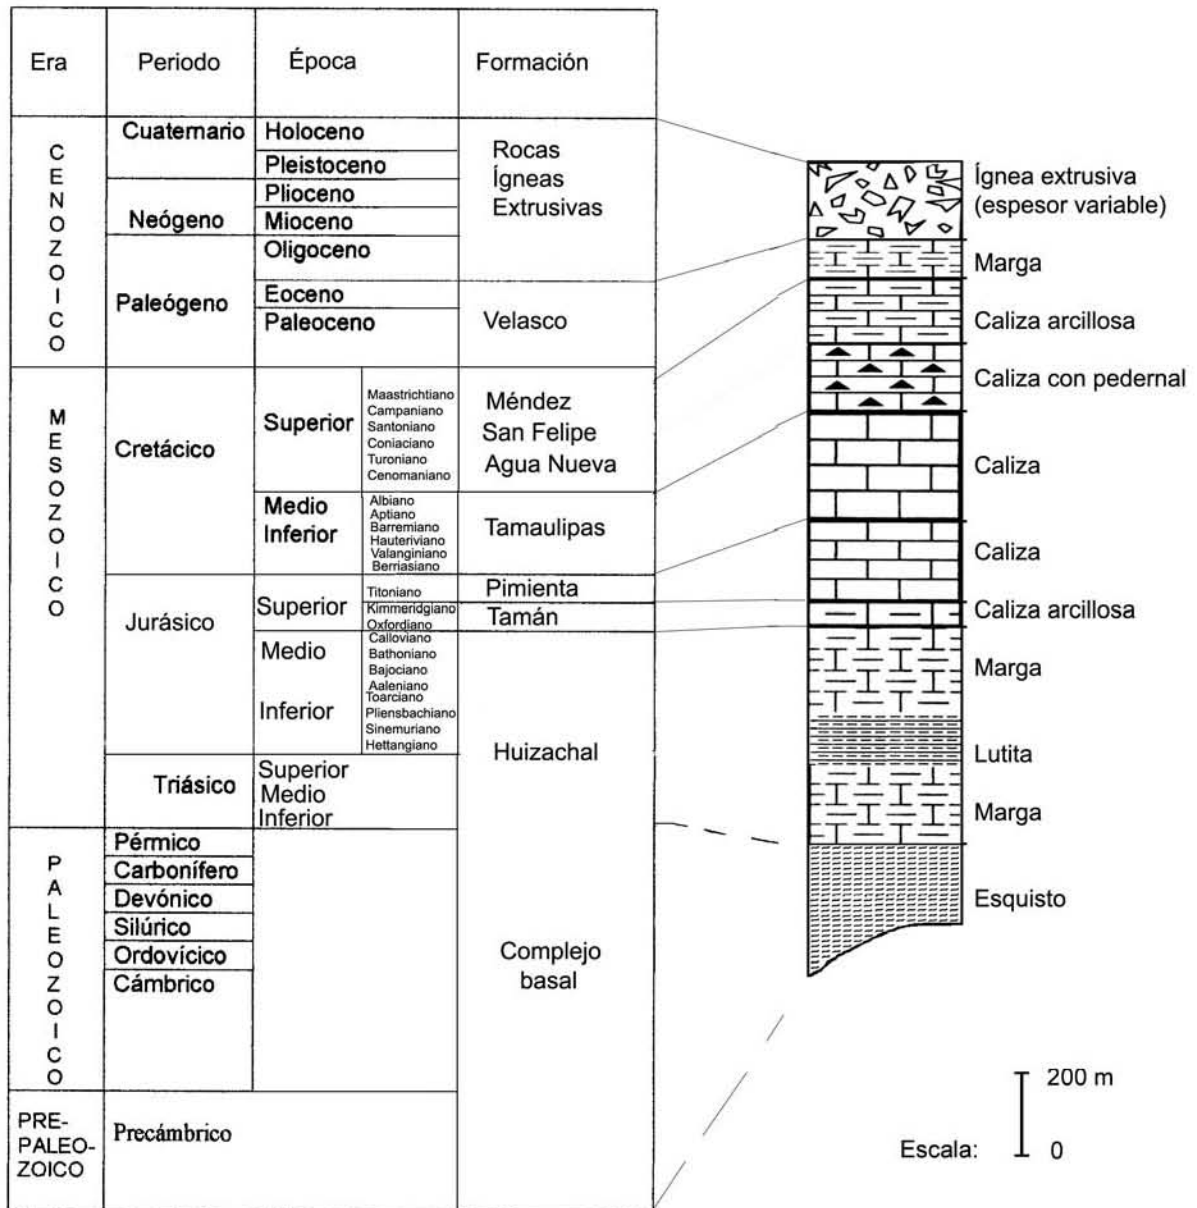 Era
Periodo
Época
Formación
CENOZOICO
Cuaternario
Holoceno
Pleistoceno
Neógeno
Plioceno
Mioceno
Paleógeno
Oligoceno
Eoceno
Paleoceno
Rocas
Ígneas
Extrusivas
Velasco
MESOZOICO
Cretácico
Superior
Maastrichtiano
Campaniano
Santoniano
Coniaciano
Turoniano
Cenomaniano
Méndez
San Felipe
Agua Nueva
Medio
Inferior
Albiano
Aptiano
Barremiano
Hauteriviano
Valanginiano
Berriasiano
Tamaulipas
Jurásico
Superior
Titoniano
Kimmeridgiano
Oxfordiano
Pimienta
Tamán
Medio
Calloviano
Bathoniano
Bajociano
Aaleniano
Inferior
Toarciano
Pliensbachiano
Sinemuriano
Hettangiano
Huizachal
Triásico
Superior
Medio
Inferior
PALEOZOICO
Pérmico
Carbonífero
Devónico
Silúrico
Ordovícico
Cámbrico
Complejo
basal
PRE-
PALEO-
ZOICO
Precámbrico
Ígnea extrusiva
(espesor variable)
Marga
Caliza arcillosa
Caliza con pedernal
Caliza
Caliza
Caliza arcillosa
Marga
Lutita
Marga
Esquisto
200 m
Escala: 0